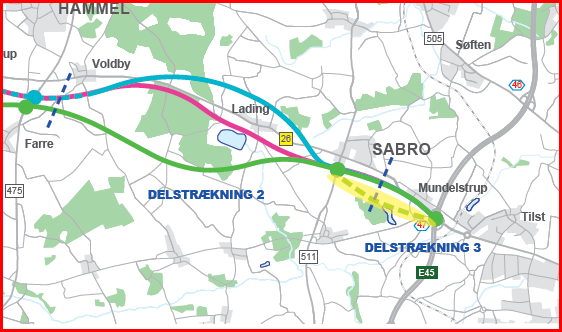 HAMMEL
505
Søften
up
Voldby
46
Lading
26
Farre
SABRO
475
Mundelstrup
DELSTRÆKNING 2
Tilst
47
DELSTRÆKNING 3
511
E45